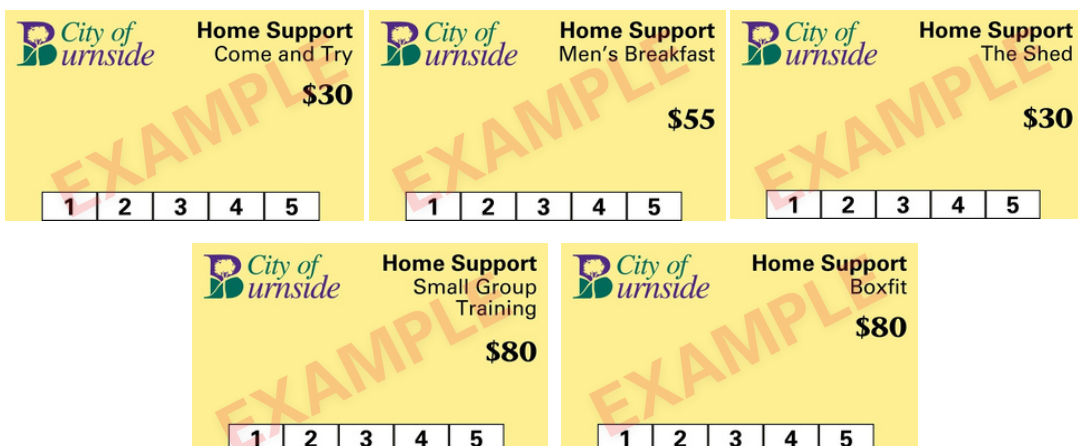 City of
Burnside
Home Support
Come and Try
$30
EXAMPLE
1 2 3 4 5
City of
Burnside
Home Support
Men's Breakfast
$55
EXAMPLE
1 2 3 4 5
City of
Burnside
Home Support
The Shed
$30
EXAMPLE
1 2 3 4 5
City of
Burnside
Home Support
Small Group
Training
$80
EXAMPLE
1 2 3 4 5
City of
Burnside
Home Support
Boxfit
$80
EXAMPLE
1 2 3 4 5